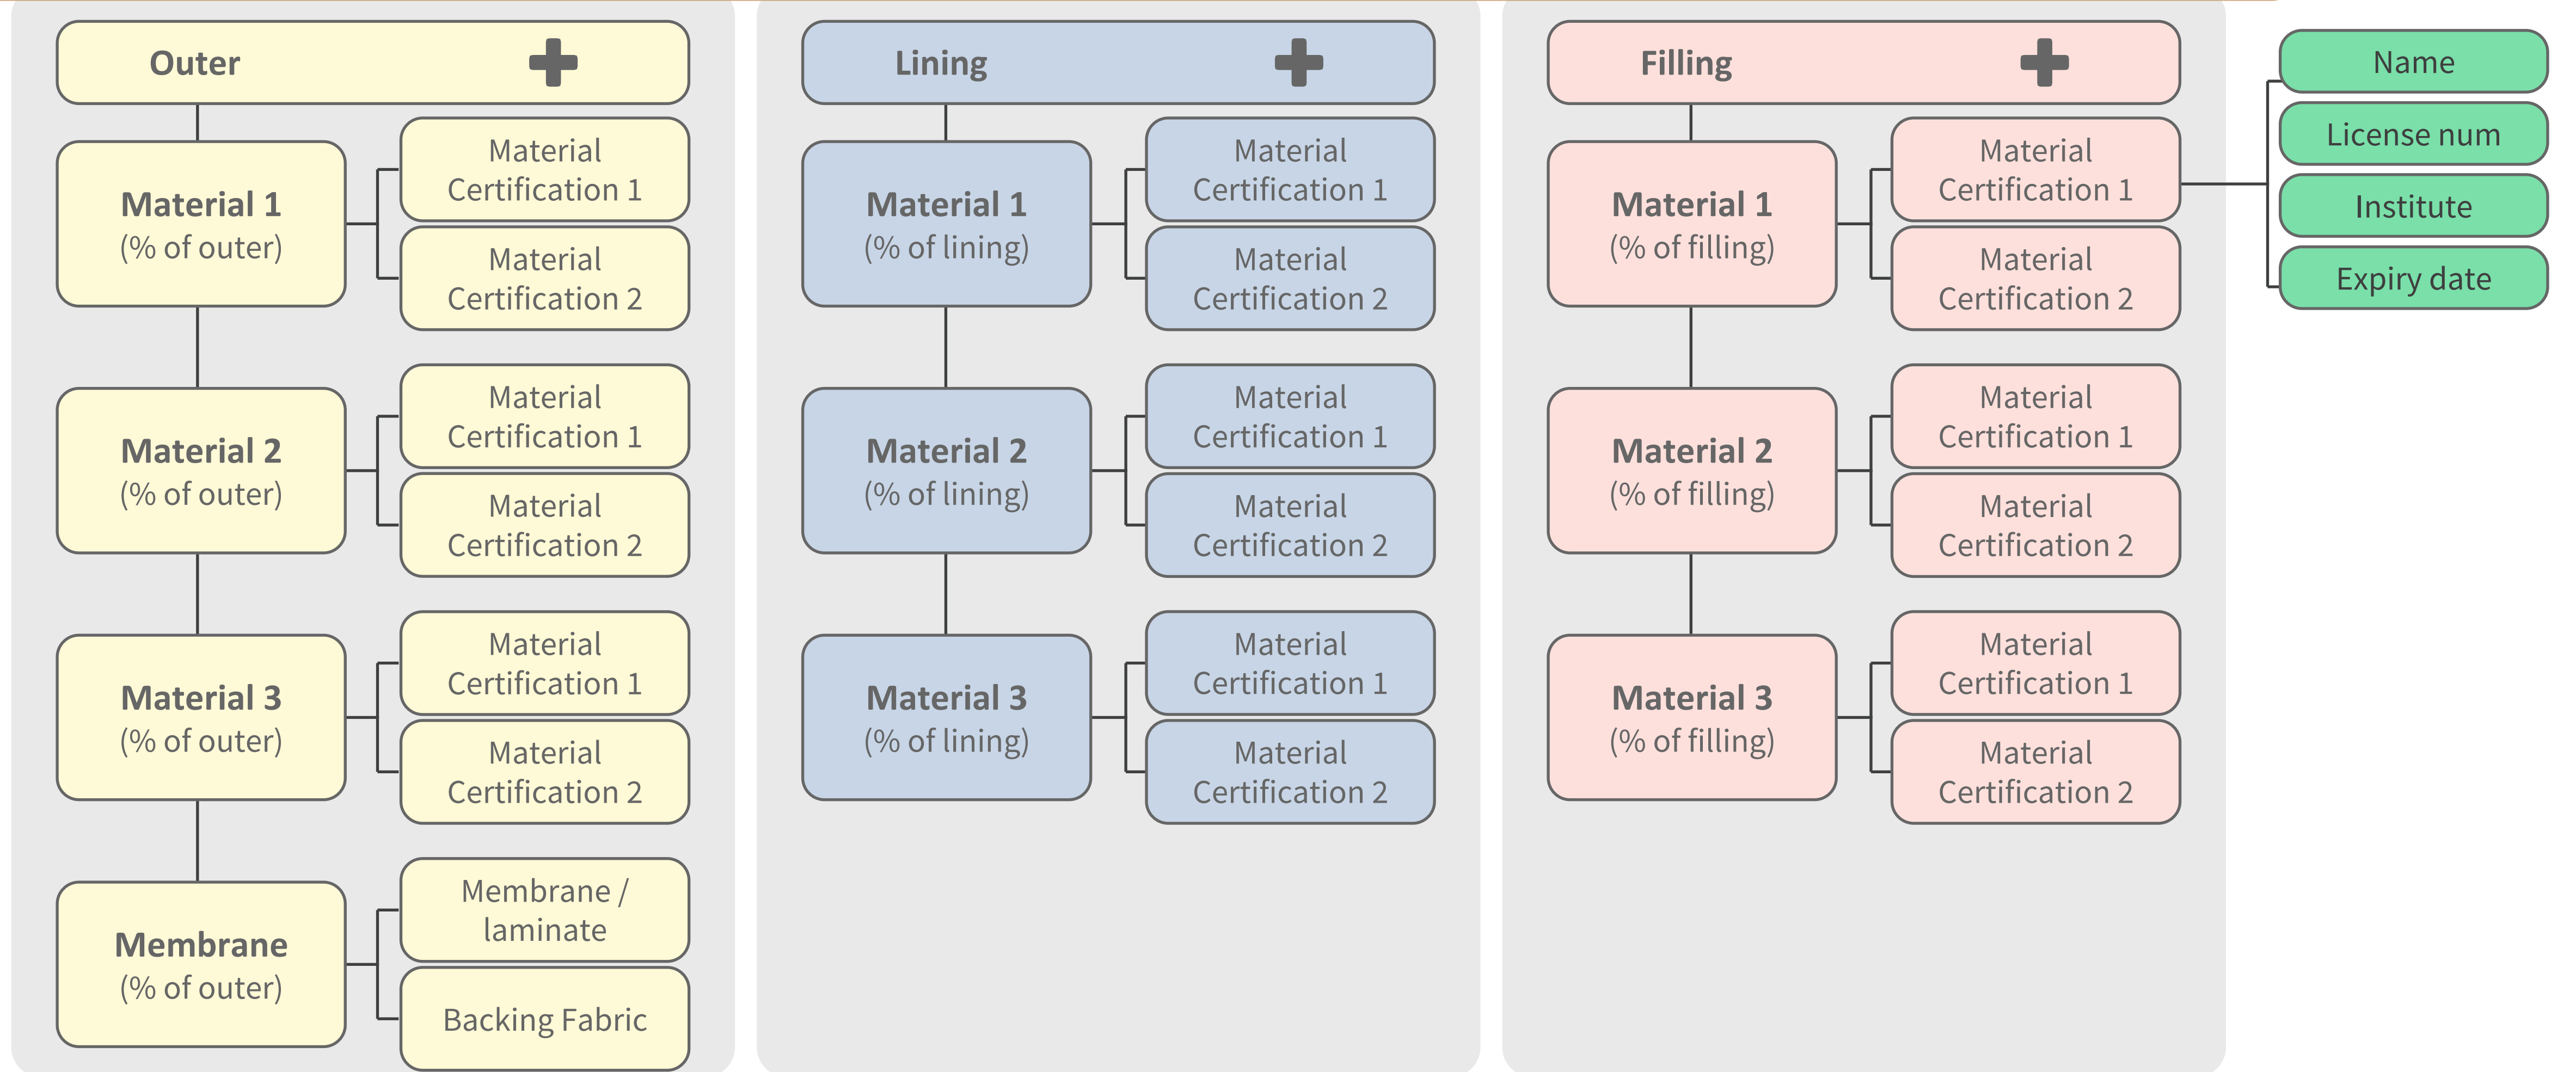 Outer
Material 1
(% of outer)
Material
Certification 1
Material
Certification 2
Material 2
(% of outer)
Material
Certification 1
Material
Certification 2
Material 3
(% of outer)
Material
Certification 1
Material
Certification 2
Membrane
(% of outer)
Membrane /
laminate
Backing Fabric
Lining
Material 1
(% of lining)
Material
Certification 1
Material
Certification 2
Material 2
(% of lining)
Material
Certification 1
Material
Certification 2
Material 3
(% of lining)
Material
Certification 1
Material
Certification 2
Filling
Material 1
(% of filling)
Material
Certification 1
Material
Certification 2
Material 2
(% of filling)
Material
Certification 1
Material
Certification 2
Material 3
(% of filling)
Material
Certification 1
Material
Certification 2
Name
License num
Institute
Expiry date